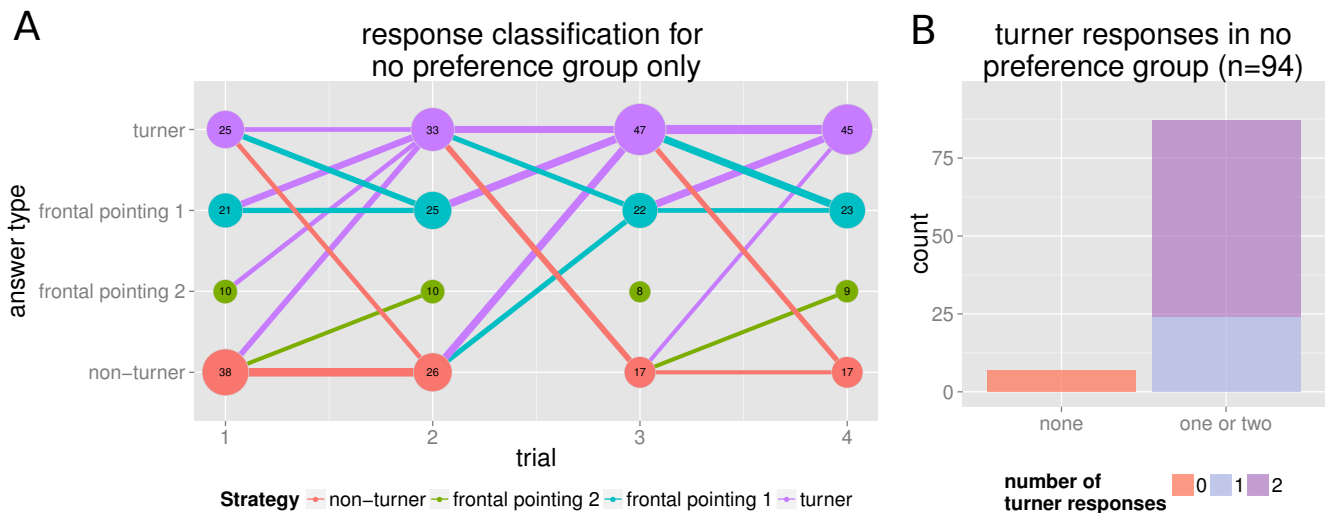 A
response classification for
no preference group only
answer type
turner
frontal pointing 1
frontal pointing 2
non−turner
25 33 47 45
21 25 22 23
10 10 8 9
38 26 17 17
1 2 3 4
trial
Strategy non−turner frontal pointing 2 frontal pointing 1 turner
B
turner responses in no
preference group (n=94)
count
75
50
25
0
none one or two
number of
turner responses 0 1 2